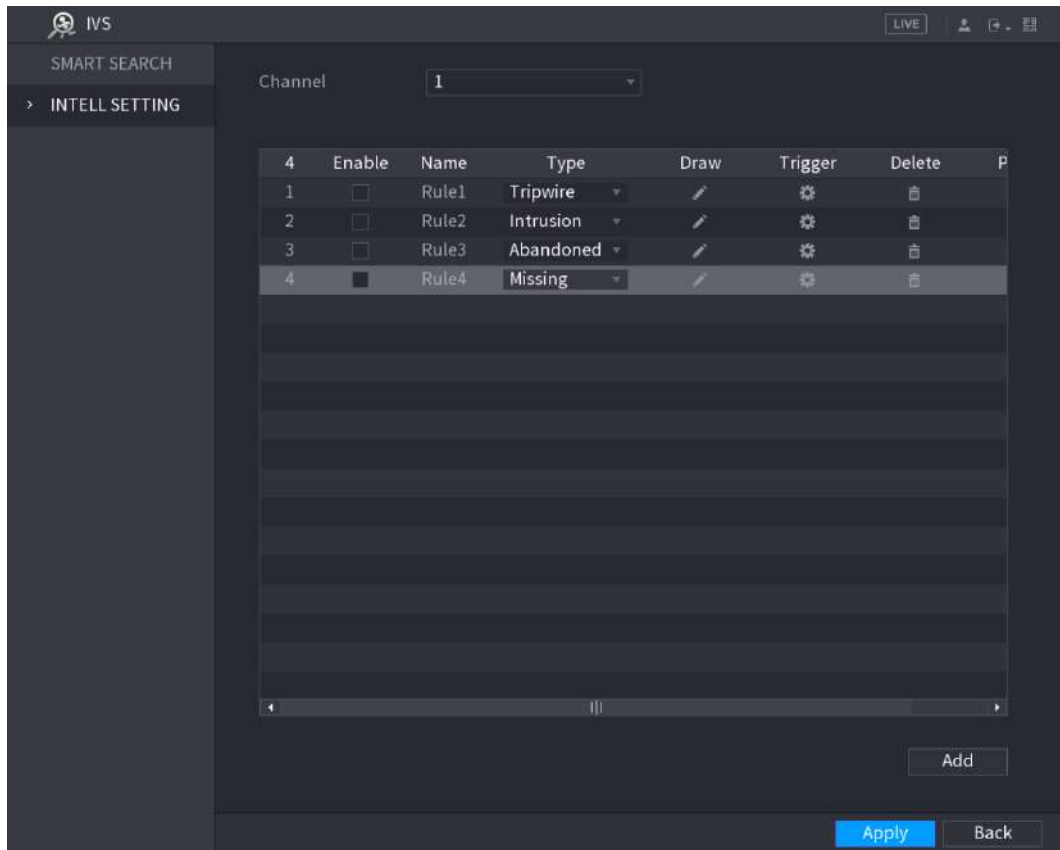 IVS LIVE
SMART SEARCH
INTELL SETTING
Channel 1
4 Enable Name Type Draw Trigger Delete P
1 Rule1 Tripwire
2 Rule2 Intrusion
3 Rule3 Abandoned
4 Rule4 Missing
Add
Apply Back